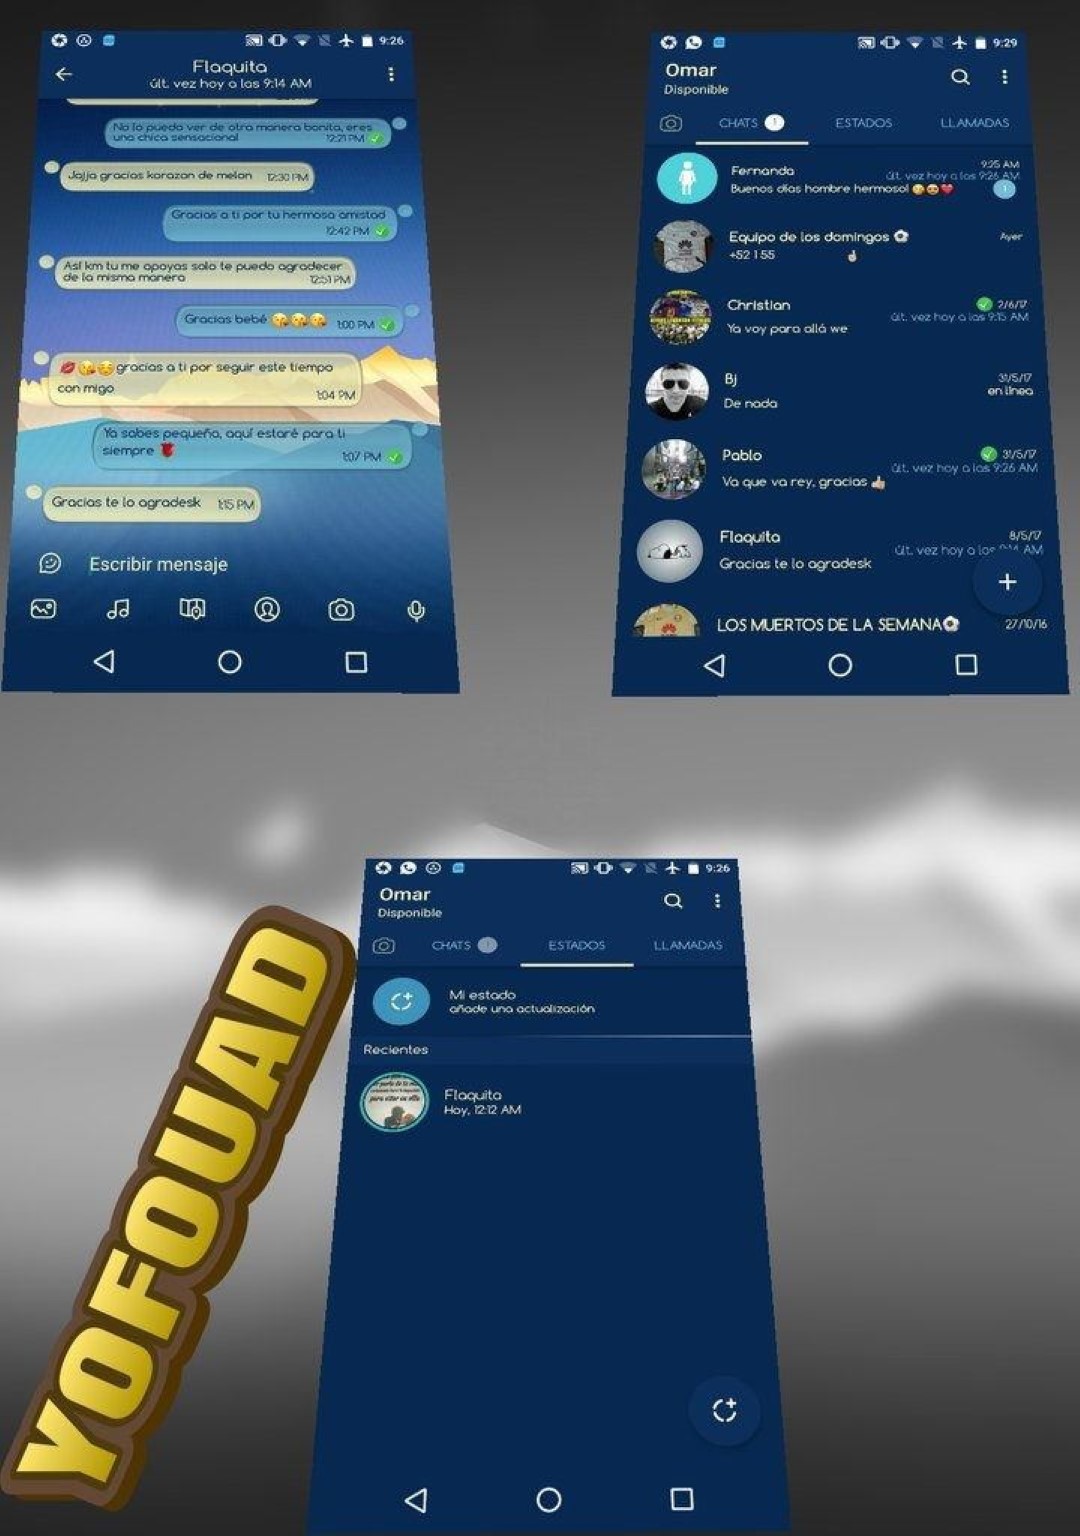 9:26
Flaquita
últ. vez hoy a las 9:14 AM
No lo puedo ver de otra manera bonita, eres
una chica sensacional
12:21 PM
Jajja gracias korazon de melon 12:30 PM
Gracias a ti por tu hermosa amistad
12:42 PM
Así km tu me apoyas solo te puedo agradecer
de la misma manera
12:51 PM
Gracias bebé 😘😘😘 1:00 PM
💋😘😌gracias a ti por seguir este tiempo
con migo
1:04 PM
Ya sabes pequeña, aquí estaré para ti
siempre 🌹
1:07 PM
Gracias te lo agradesk 1:15 PM
Escribir mensaje
9:29
Omar
Disponible
CHATS 1 ESTADOS LLAMADAS
Fernanda
9:25 AM
últ. vez hoy a las 9:26 AM
Buenos días hombre hermoso! 😘😍❤️ 1
Equipo de los domingos ⚽ Ayer
+52 1 55
Christian 2/6/17
últ. vez hoy a las 9:15 AM
Ya voy para allá we
Bj 31/5/17
en línea
De nada
Pablo 31/5/17
últ. vez hoy a las 9:26 AM
Va que va rey, gracias 👍🏼
Flaquita 8/5/17
últ. vez hoy a las AM
Gracias te lo agradesk
LOS MUERTOS DE LA SEMANA⚽ 27/10/16
9:26
Omar
Disponible
CHATS 1 ESTADOS LLAMADAS
Mi estado
añade una actualización
Recientes
Flaquita
Hoy, 12:12 AM
YOFOUAD